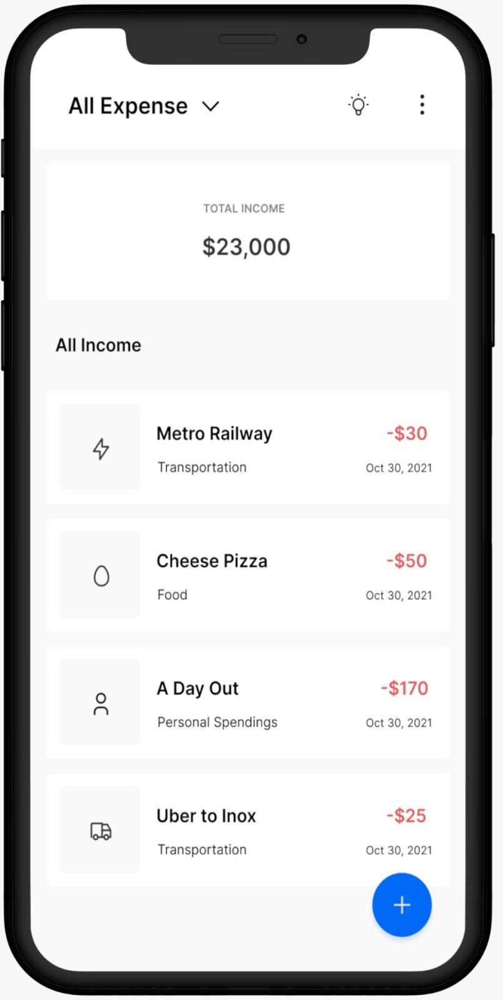 All Expense
TOTAL INCOME
$23,000
All Income
Metro Railway -$30
Transportation Oct 30, 2021
Cheese Pizza -$50
Food Oct 30, 2021
A Day Out -$170
Personal Spendings Oct 30, 2021
Uber to Inox -$25
Transportation Oct 30, 2021